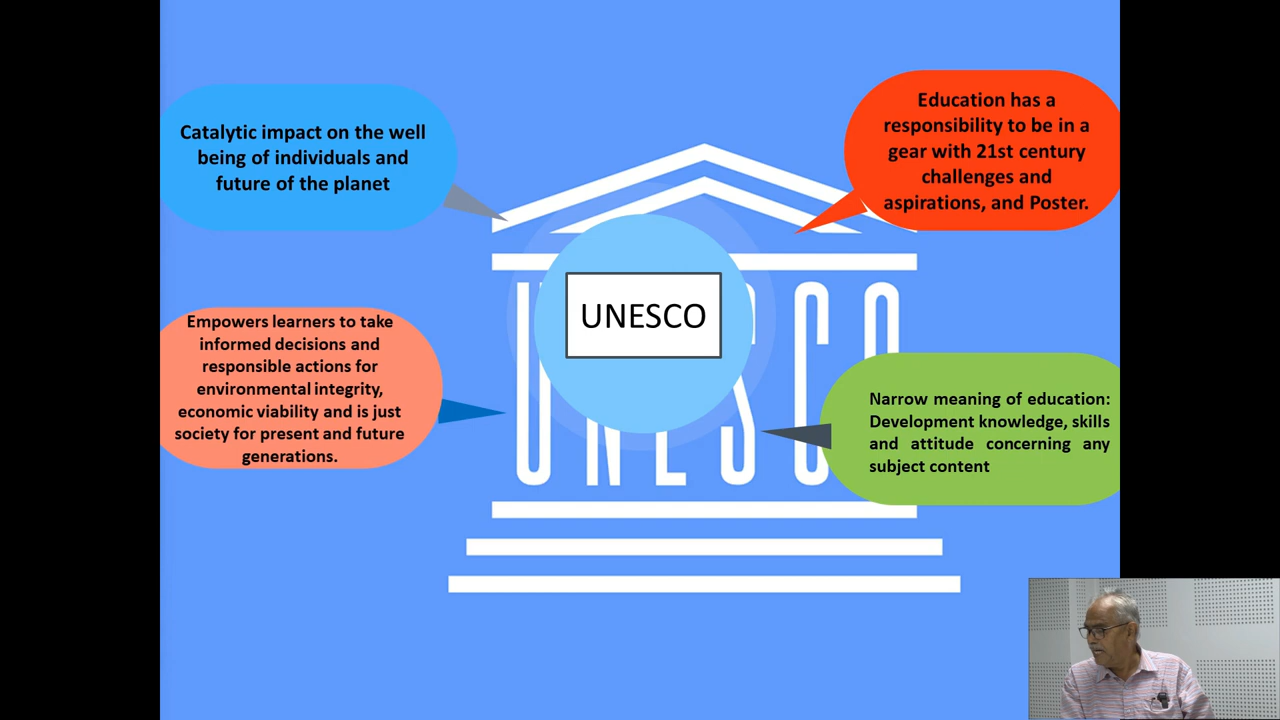 Catalytic impact on the well
being of individuals and
future of the planet
Education has a
responsibility to be in a
gear with 21st century
challenges and
aspirations, and Poster.
UNESCO
UNESCO
Empowers learners to take
informed decisions and
responsible actions for
environmental integrity,
economic viability and is just
society for present and future
generations.
Narrow meaning of education:
Development knowledge, skills
and attitude concerning any
subject content